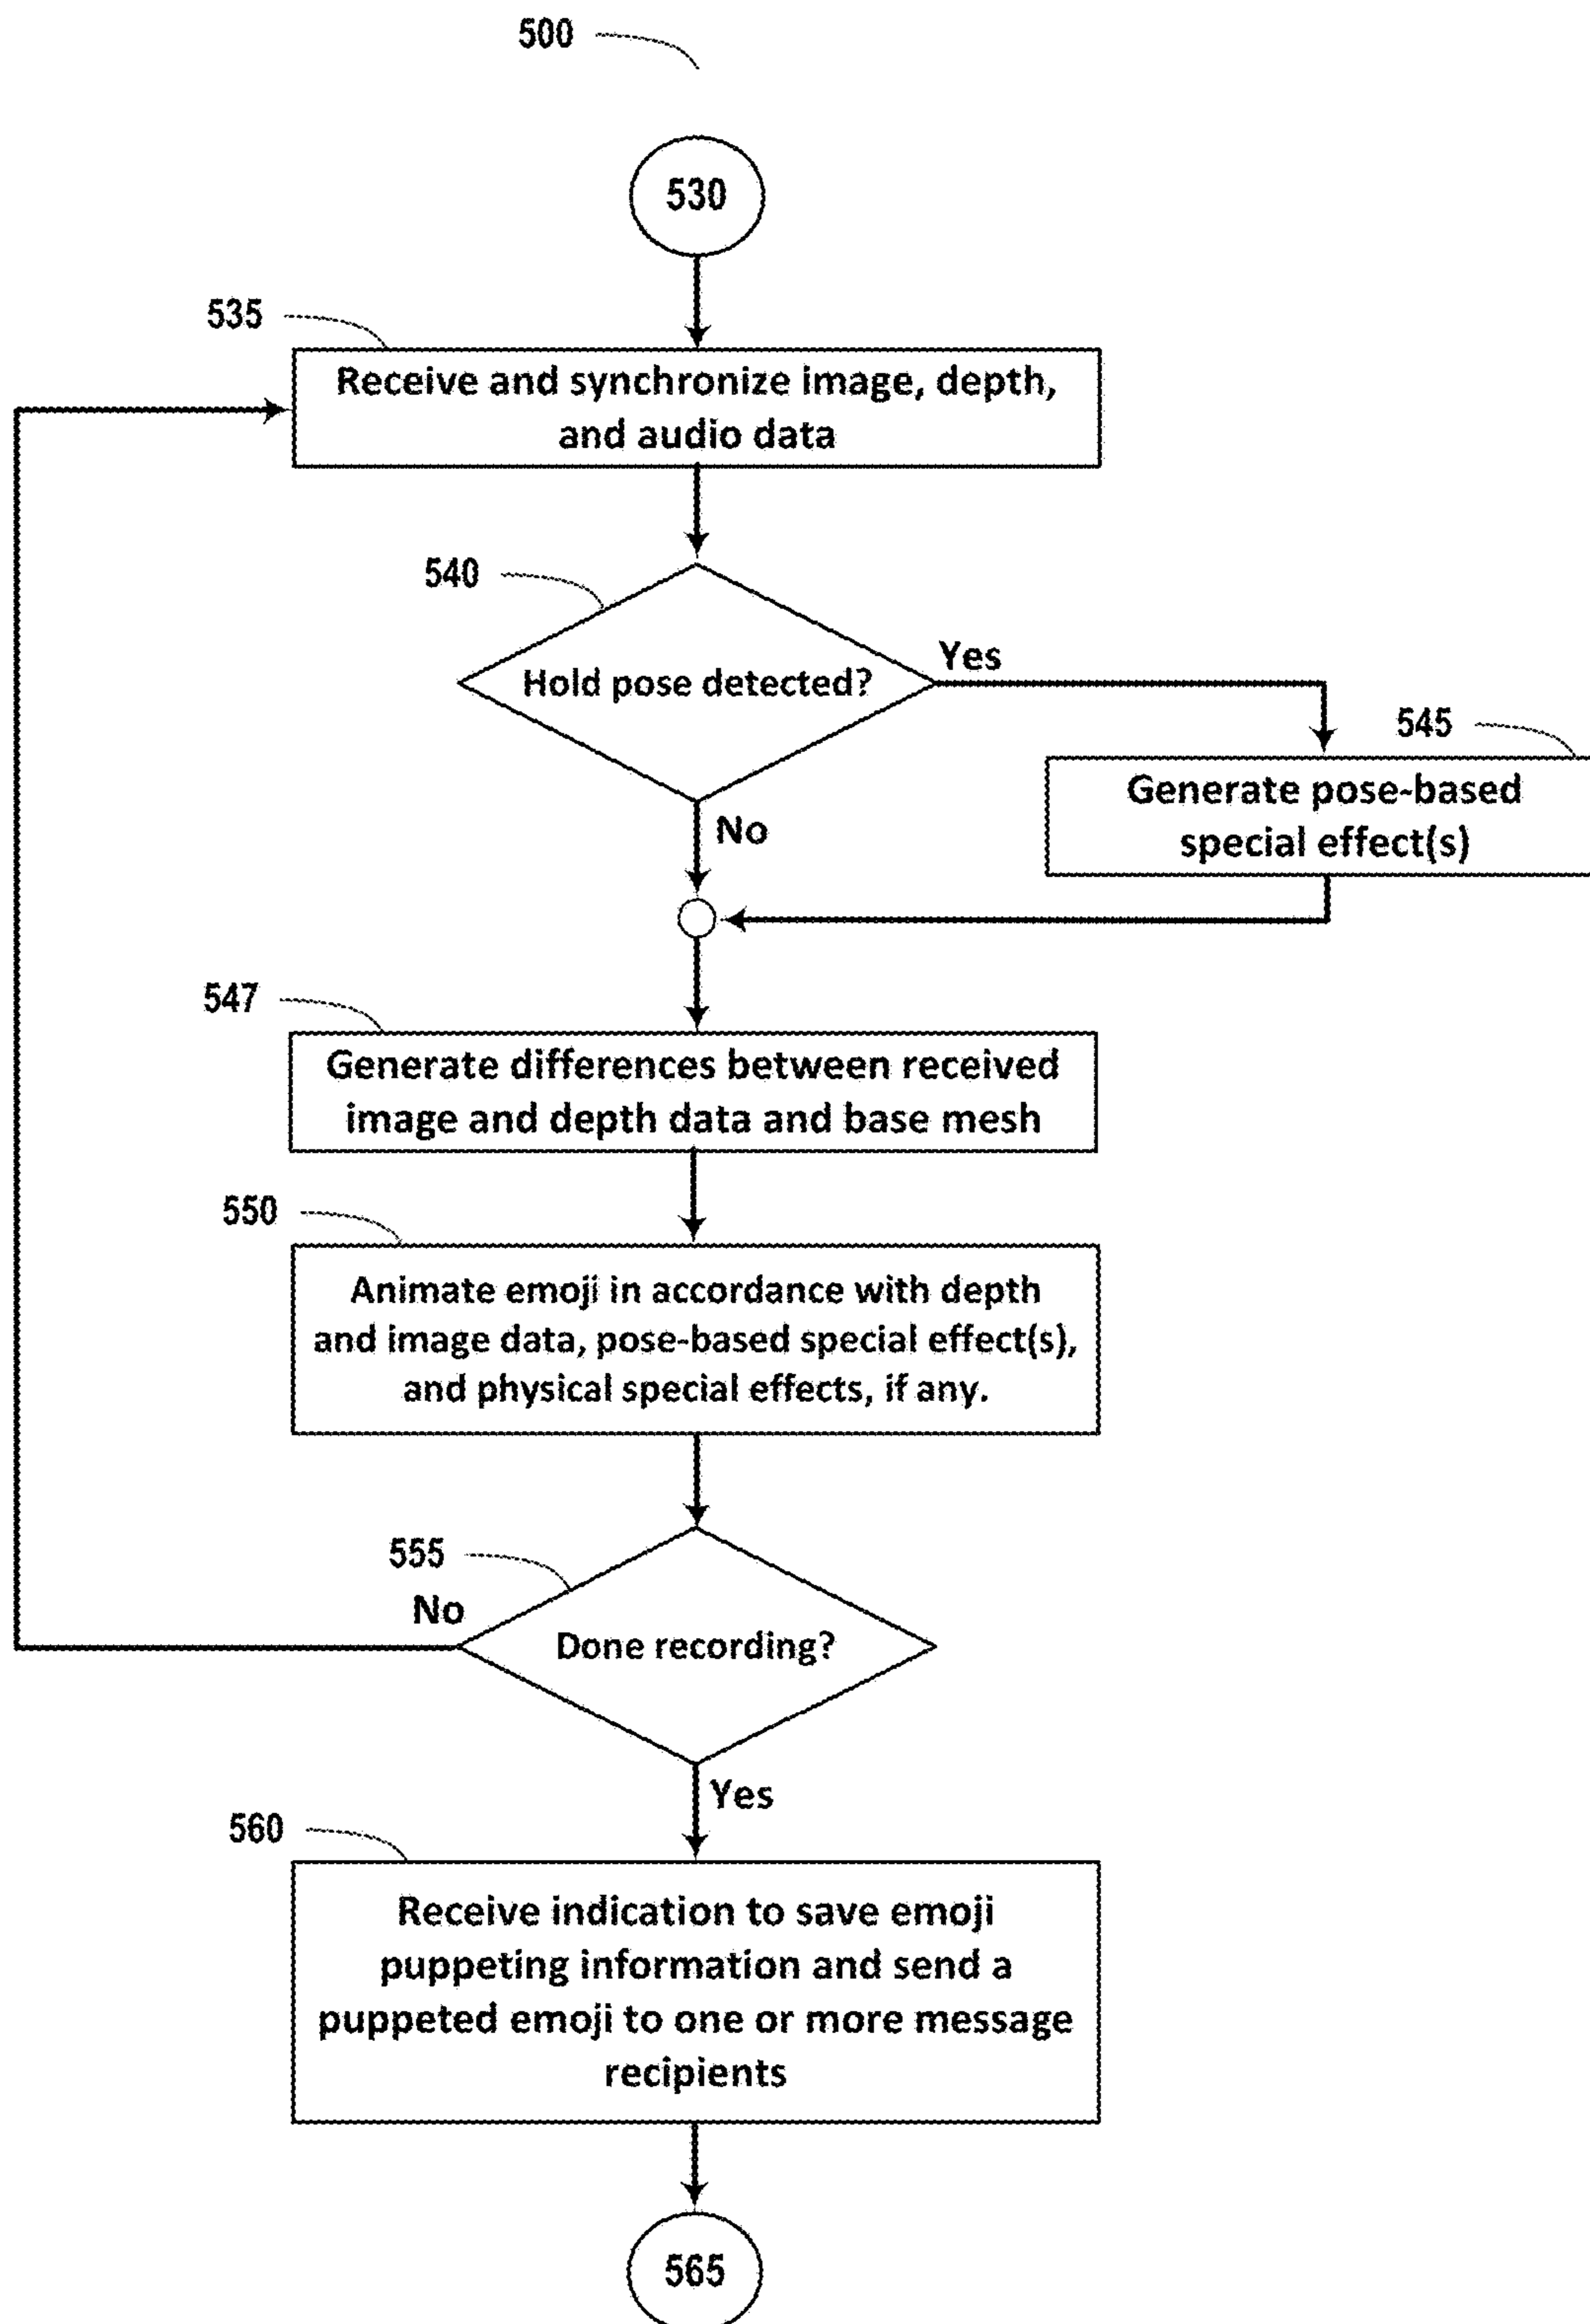 500
530
535
Receive and synchronize image, depth,
and audio data
540
Hold pose detected?
Yes
545
Generate pose-based
special effect(s)
No
547
Generate differences between received
image and depth data and base mesh
550
Animate emoji in accordance with depth
and image data, pose-based special effect(s),
and physical special effects, if any.
555
No
Done recording?
Yes
560
Receive indication to save emoji
puppeting information and send a
puppeted emoji to one or more message
recipients
565